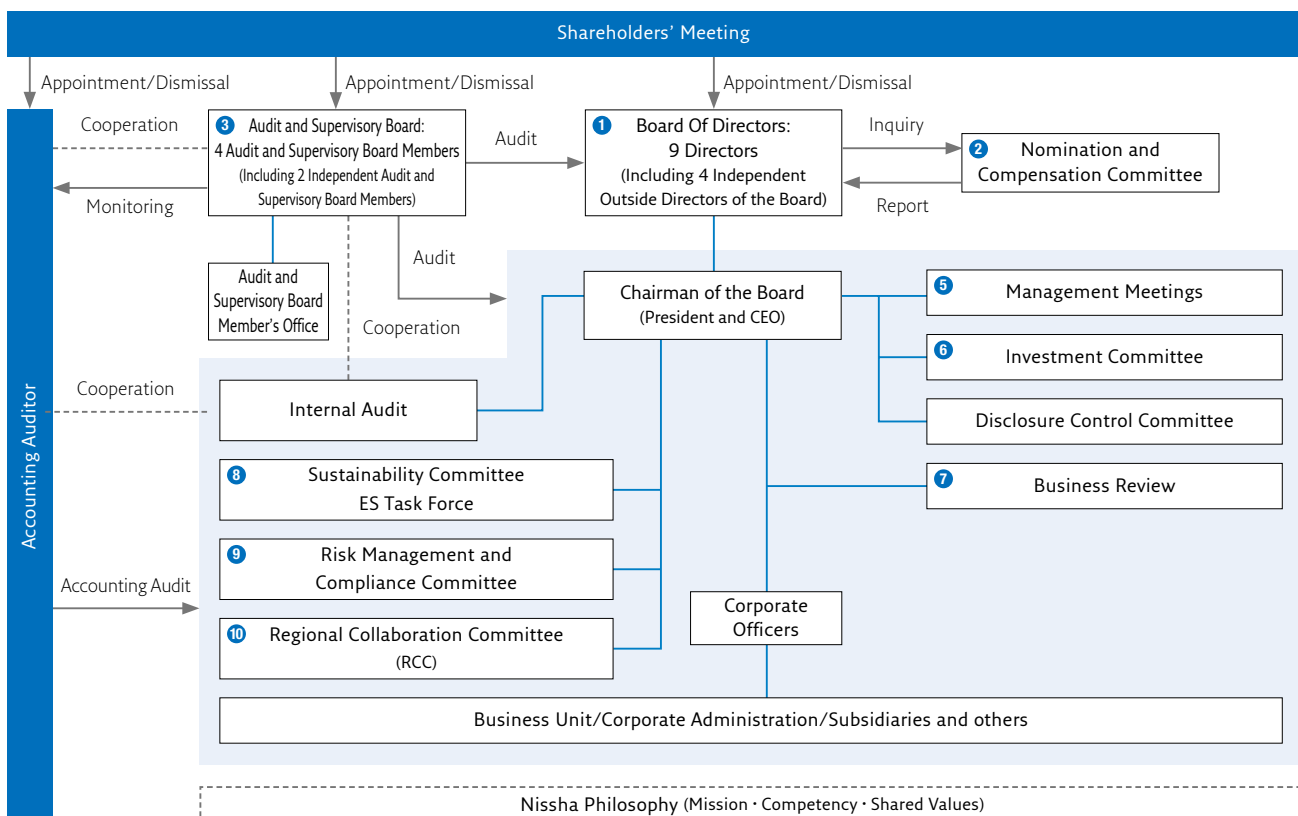 Shareholders' Meeting
Appointment/Dismissal
Appointment/Dismissal
Appointment/Dismissal
Accounting Auditor
Cooperation
Monitoring
3
Audit and Supervisory Board:
4 Audit and Supervisory Board Members
(Including 2 Independent Audit and
Supervisory Board Members)
Audit
1
Board Of Directors:
9 Directors
(Including 4 Independent
Outside Directors of the Board)
Inquiry
Report
2
Nomination and
Compensation Committee
Audit and
Supervisory Board
Member's Office
Audit
Cooperation
Chairman of the Board
(President and CEO)
5
Management Meetings
6
Investment Committee
Disclosure Control Committee
7
Business Review
Cooperation
Internal Audit
8
Sustainability Committee
ES Task Force
9
Risk Management and
Compliance Committee
Accounting Audit
10
Regional Collaboration Committee
(RCC)
Corporate
Officers
Business Unit/Corporate Administration/Subsidiaries and others
Nissha Philosophy (Mission・Competency・Shared Values)